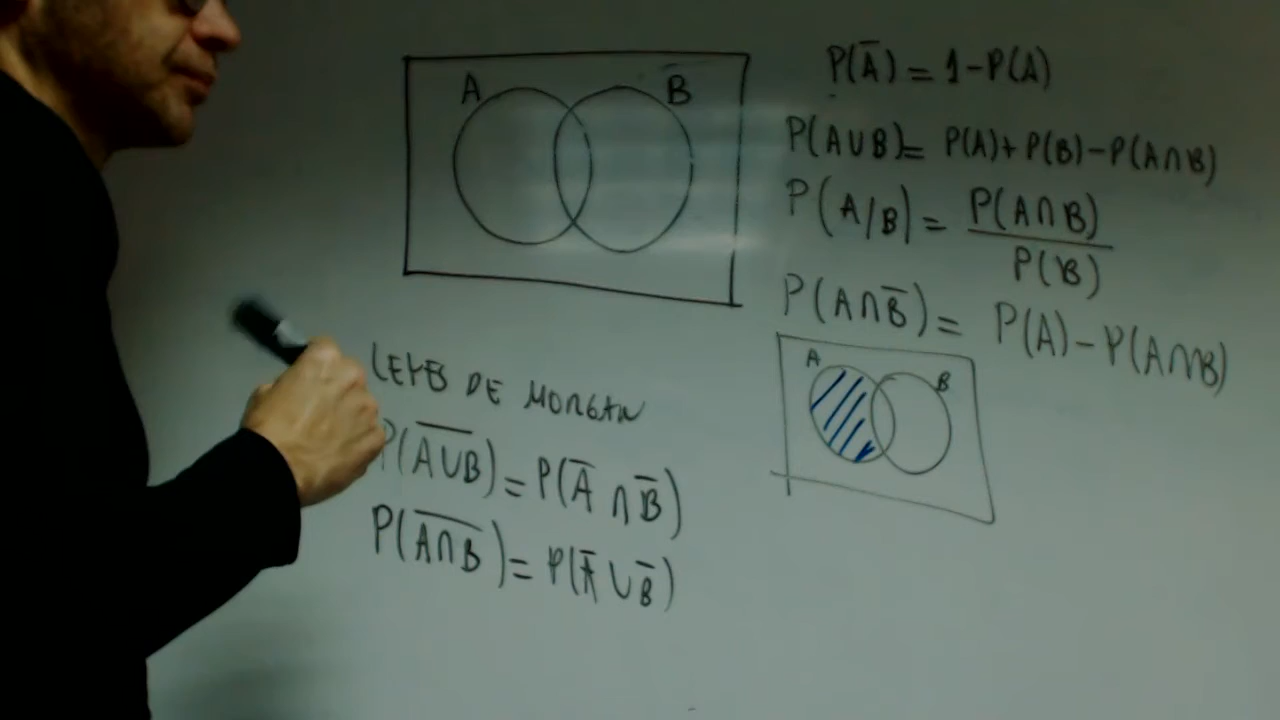 A B
P(A̅) = 1-P(A)
P(A∪B)= P(A)+P(B)-P(A∩B)
P(A/B)= P(A∩B)
P(B)
P(A∩B̅)= P(A)-P(A∩B)
A B
LEYES DE MORGAN
P(A̅∪̅B̅)=P(A̅∩B̅)
P(A̅∩̅B̅)=P(A̅∪B̅)